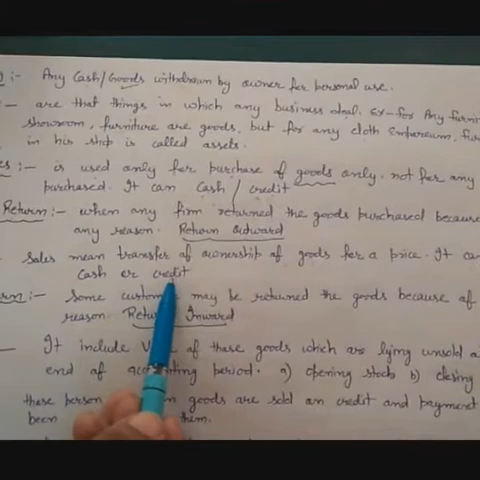 :- Any Cash/Goods withdrawn by owner for personal use.
:- are that things in which any business deal. Ex-for Any furni
showroom, furniture are goods, but for any cloth Empereum, fur
in his shop is called assets.
es :- is used only for purchase of goods only. not for any
purchased. It can Cash / credit
Return :- when any firm returned the goods purchased because
any reason. Return Outward
Sales mean transfer of ownership of goods for a price. It can
Cash or credit
rn :- Some custom may be returned the goods because of
reason. Return Inward
It include V of these goods which are lying unsold a
end of accounting period. a) opening stock b) closing
these person goods are sold on credit and payment
been them.